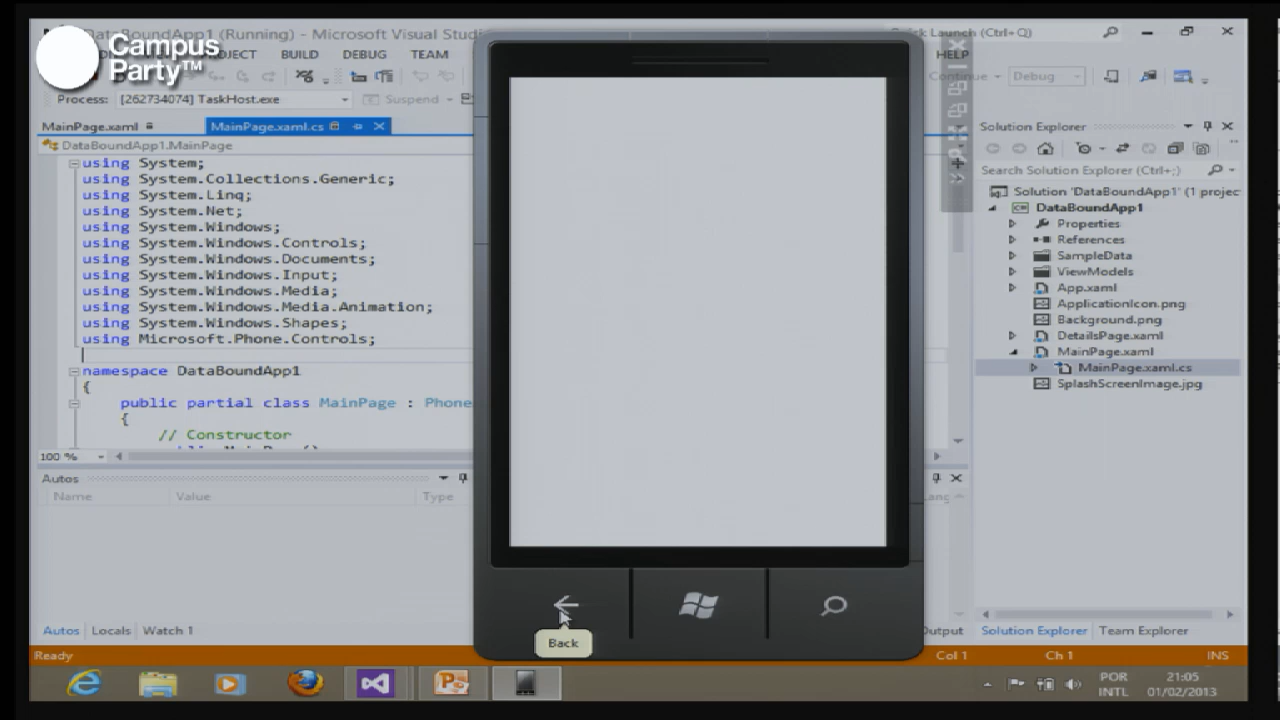 Campus
Party™
DataBoundApp1 (Running) - Microsoft Visual Studi
Quick Launch (Ctrl+Q)
BUILD DEBUG TEAM HELP
Continue Debug
Process: [262734074] TaskHost.exe Suspend
MainPage.xaml MainPage.xaml.cs
DataBoundApp1.MainPage
using System;
using System.Collections.Generic;
using System.Linq;
using System.Net;
using System.Windows;
using System.Windows.Controls;
using System.Windows.Documents;
using System.Windows.Input;
using System.Windows.Media;
using System.Windows.Media.Animation;
using System.Windows.Shapes;
using Microsoft.Phone.Controls;
namespace DataBoundApp1
{
public partial class MainPage : Phone
{
// Constructor
100 %
Autos
Name Value Type Lang
Autos Locals Watch 1 Output
Solution Explorer
Search Solution Explorer (Ctrl+;)
Solution 'DataBoundApp1' (1 projec
DataBoundApp1
Properties
References
SampleData
ViewModels
App.xaml
ApplicationIcon.png
Background.png
DetailsPage.xaml
MainPage.xaml
MainPage.xaml.cs
SplashScreenImage.jpg
Solution Explorer Team Explorer
Back
Ready Col 1 Ch 1 INS
POR
INTL
21:05
01/02/2013